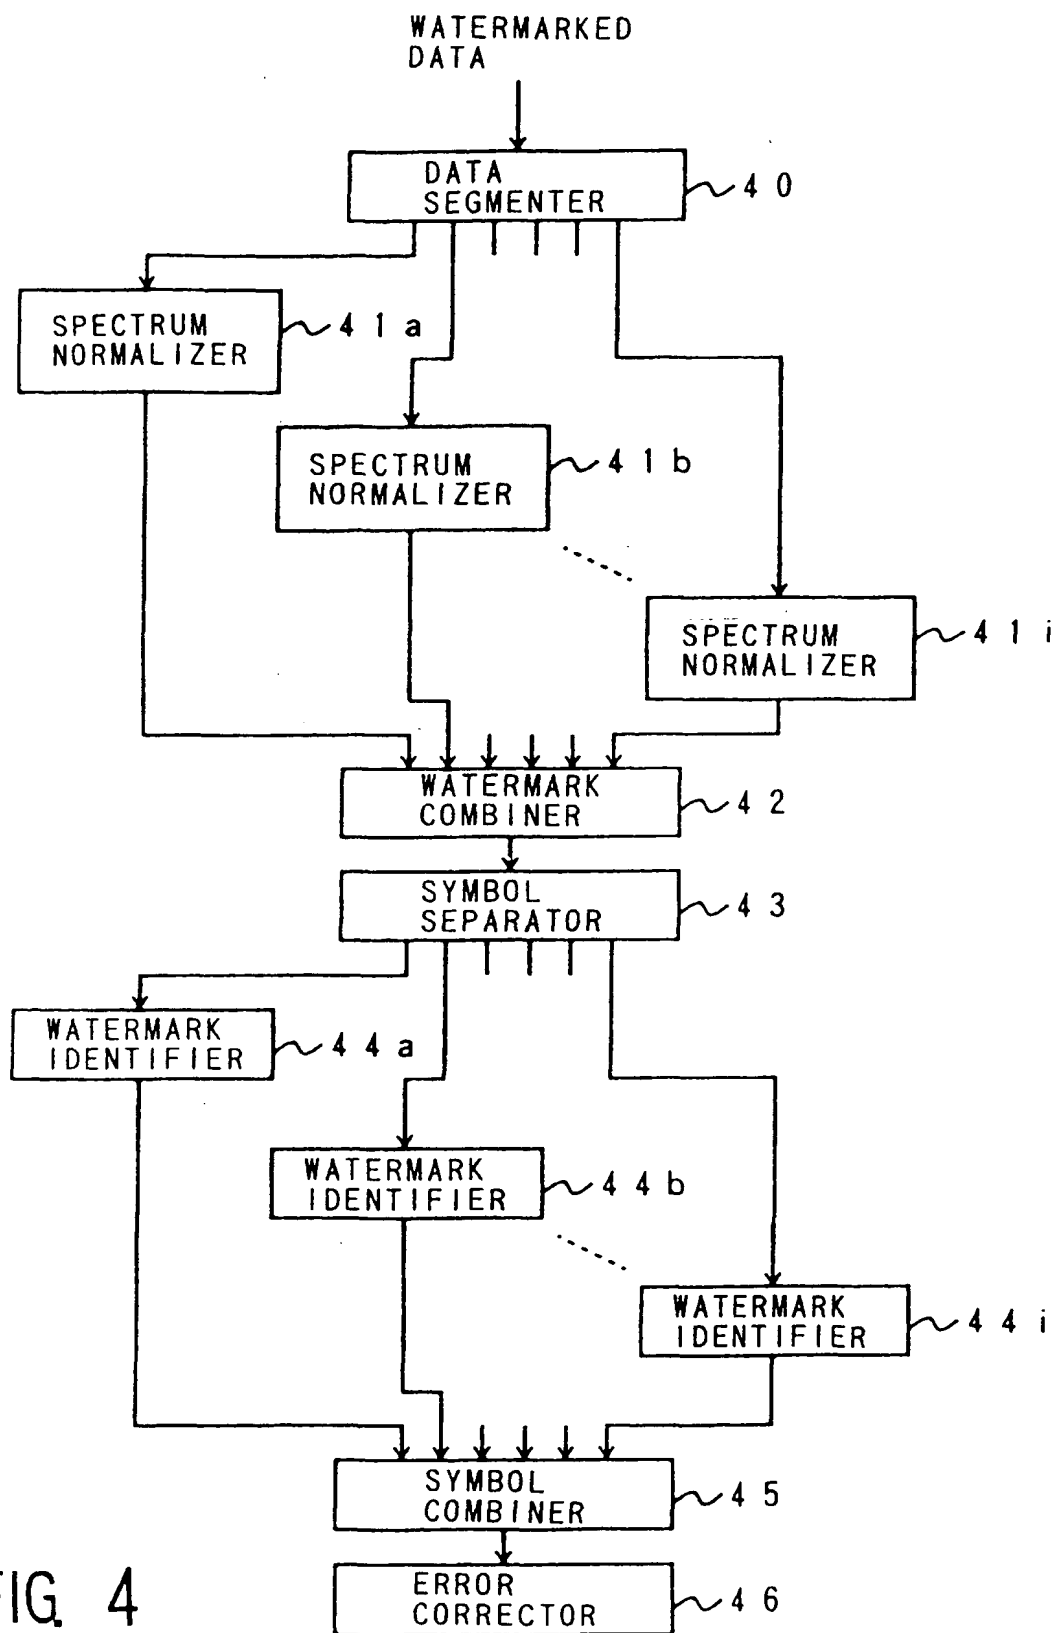 WATERMARKED
DATA
DATA
SEGMENTER
40
SPECTRUM
NORMALIZER
41a
SPECTRUM
NORMALIZER
41b
SPECTRUM
NORMALIZER
41i
WATERMARK
COMBINER
42
SYMBOL
SEPARATOR
43
WATERMARK
IDENTIFIER
44a
WATERMARK
IDENTIFIER
44b
WATERMARK
IDENTIFIER
44i
SYMBOL
COMBINER
45
ERROR
CORRECTOR
46
FIG. 4